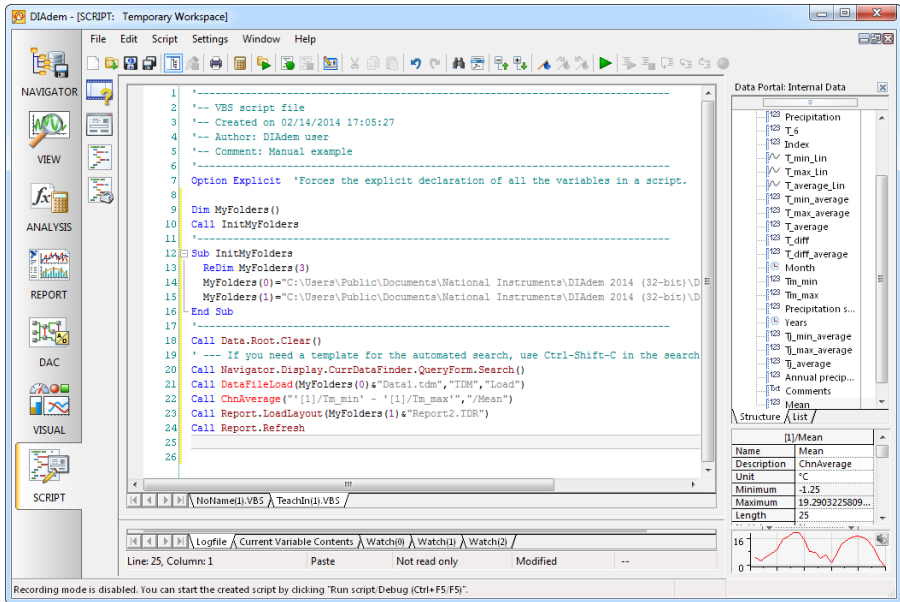 DIAdem - [SCRIPT:  Temporary Workspace]
File Edit Script Settings Window Help
NAVIGATOR
VIEW
ANALYSIS
REPORT
DAC
VISUAL
SCRIPT
1 '-----------------------------------------------------------------------
2 '-- VBS script file
3 '-- Created on 02/14/2014 17:05:27
4 '-- Author: DIAdem user
5 '-- Comment: Manual example
6 '-----------------------------------------------------------------------
7 Option Explicit  'Forces the explicit declaration of all the variables in a script.
8
9 Dim MyFolders()
10 Call InitMyFolders
11 '-----------------------------------------------------------------------
12 Sub InitMyFolders
13   ReDim MyFolders(3)
14   MyFolders(0)="C:\Users\Public\Documents\National Instruments\DIAdem 2014 (32-bit)\D
15   MyFolders(1)="C:\Users\Public\Documents\National Instruments\DIAdem 2014 (32-bit)\D
16 End Sub
17 '-----------------------------------------------------------------------
18 Call Data.Root.Clear()
19 ' --- If you need a template for the automated search, use Ctrl-Shift-C in the search
20 Call Navigator.Display.CurrDataFinder.QueryForm.Search()
21 Call DataFileLoad(MyFolders(0)&"Data1.tdm","TDM","Load")
22 Call ChnAverage("'[1]/Tm_min' - '[1]/Tm_max'","/Mean")
23 Call Report.LoadLayout(MyFolders(1)&"Report2.TDR")
24 Call Report.Refresh
25
26
NoName(1).VBS TeachIn(1).VBS
Logfile Current Variable Contents Watch(0) Watch(1) Watch(2)
Line: 25, Column: 1 Paste Not read only Modified --
Data Portal: Internal Data
Precipitation
T_6
Index
T_min_Lin
T_max_Lin
T_average_Lin
T_min_average
T_max_average
T_average
T_diff
T_diff_average
Month
Tm_min
Tm_max
Precipitation s...
Years
Tj_min_average
Tj_max_average
Tj_average
Annual precip...
Comments
Mean
Structure List
[1]/Mean
Name Mean
Description ChnAverage
Unit °C
Minimum -1.25
Maximum 19.2903225809...
Length 25
16
0
Recording mode is disabled. You can start the created script by clicking "Run script/Debug (Ctrl+F5/F5)".